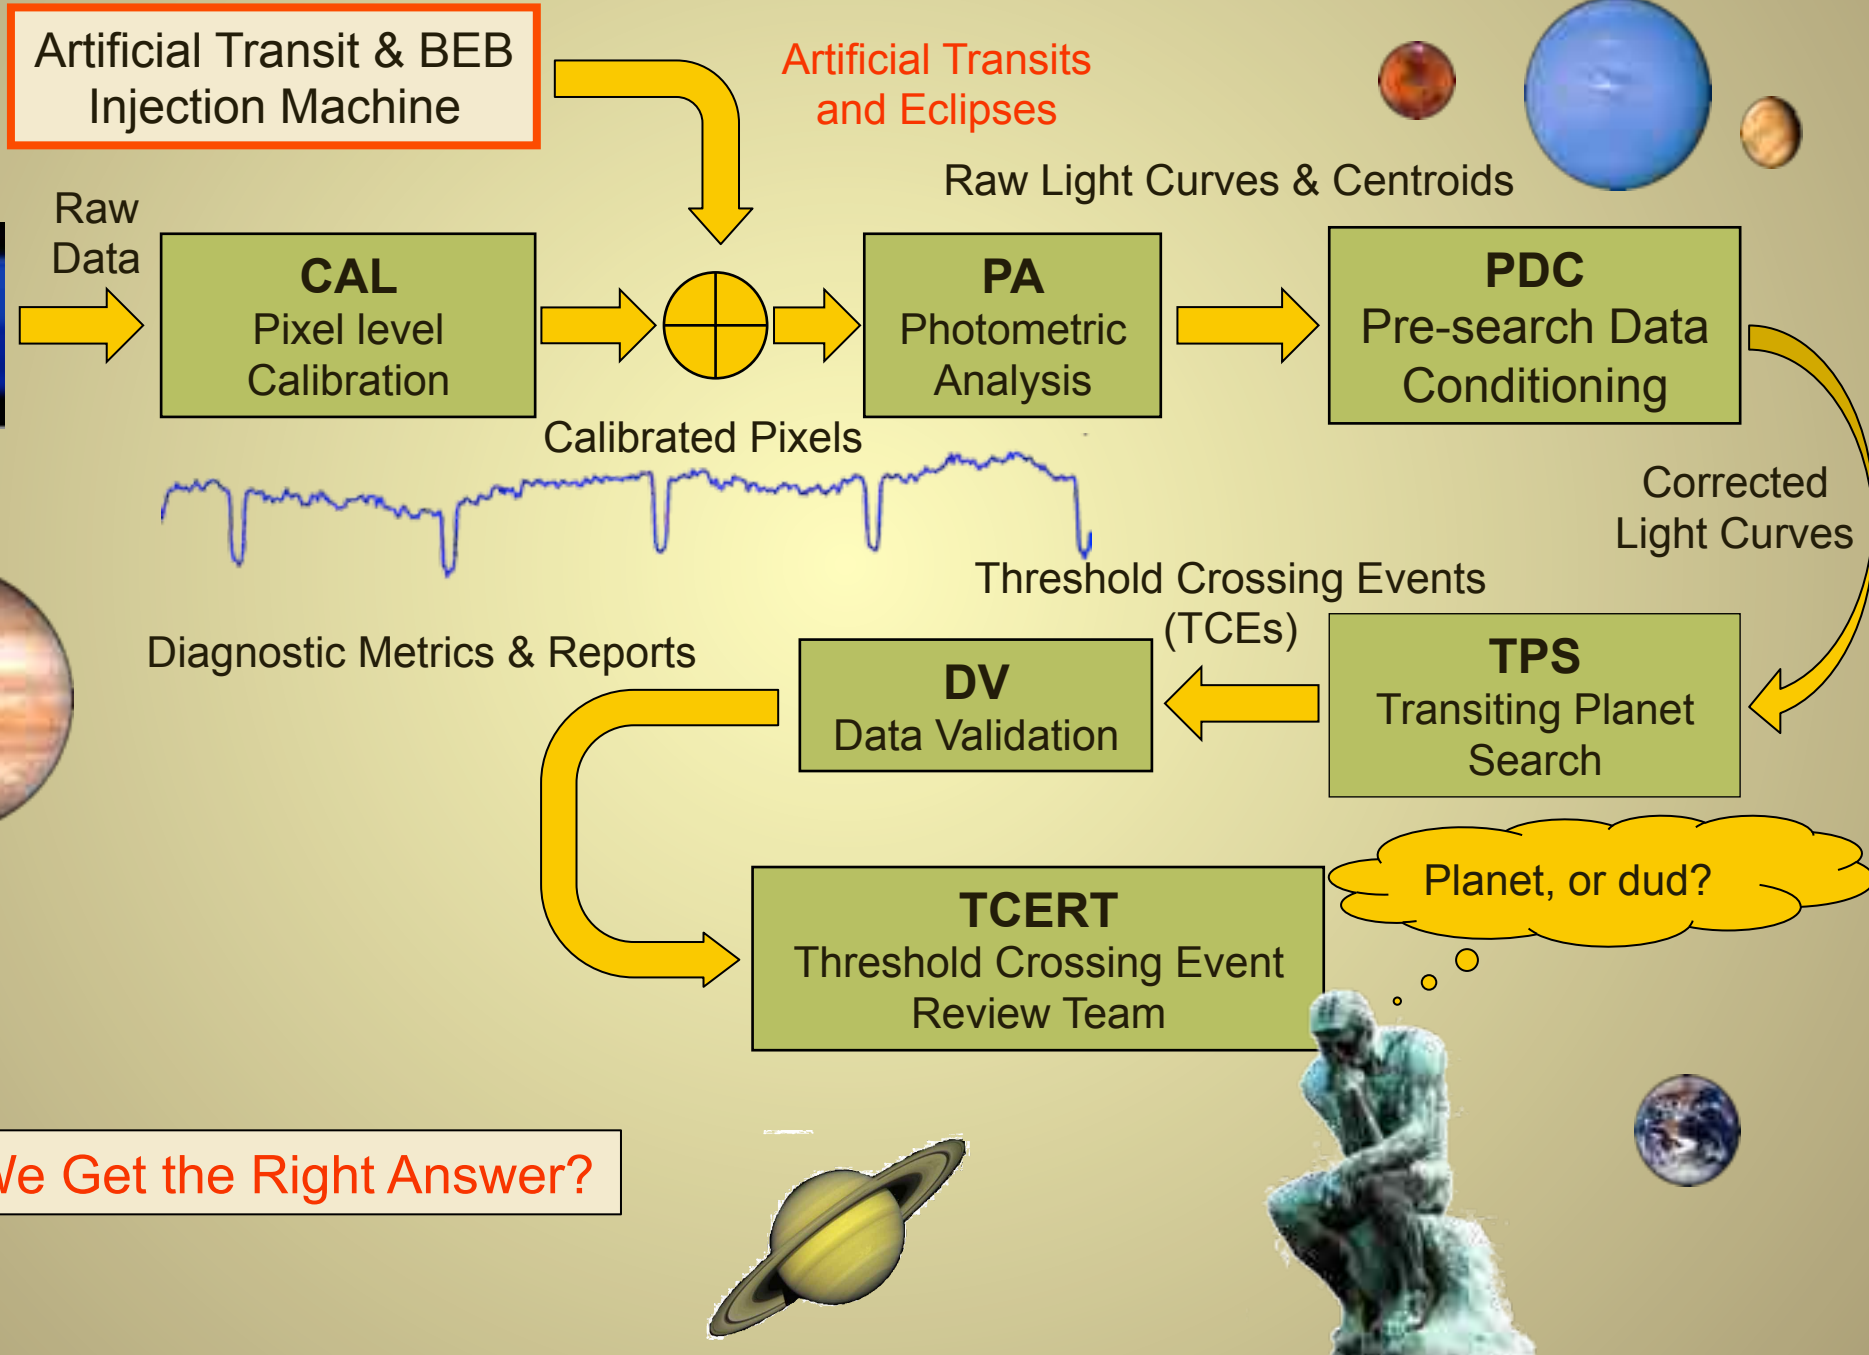 Artificial Transit & BEB
Injection Machine
Artificial Transits
and Eclipses
Raw Light Curves & Centroids
Raw
Data
CAL
Pixel level
Calibration
PA
Photometric
Analysis
PDC
Pre-search Data
Conditioning
Calibrated Pixels
Corrected
Light Curves
Threshold Crossing Events
(TCEs)
Diagnostic Metrics & Reports
DV
Data Validation
TPS
Transiting Planet
Search
Planet, or dud?
TCERT
Threshold Crossing Event
Review Team
Get the Right Answer?